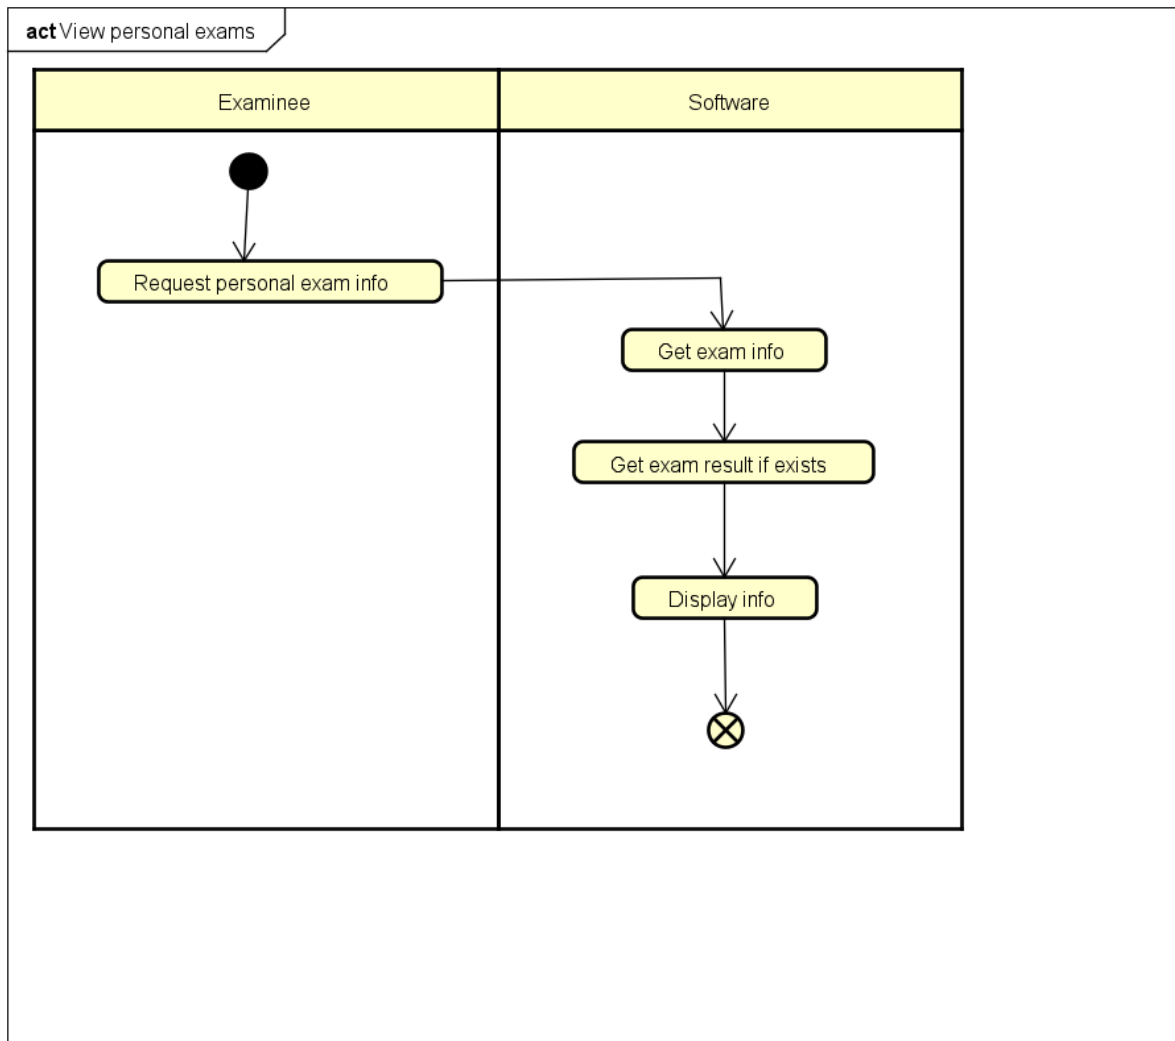 act View personal exams
Examinee
Software
Request personal exam info
Get exam info
Get exam result if exists
Display info